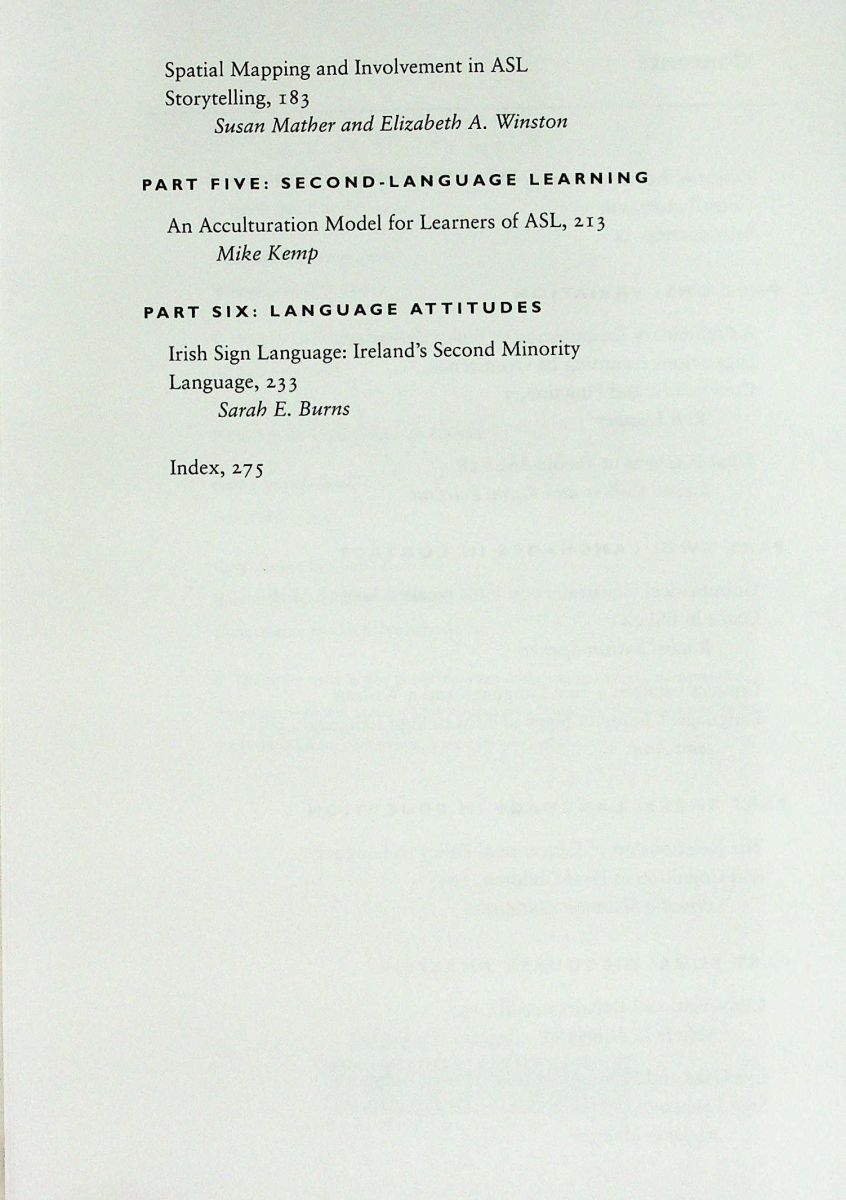 Spatial Mapping and Involvement in ASL
Storytelling, 183
Susan Mather and Elizabeth A. Winston
PART FIVE: SECOND-LANGUAGE LEARNING
An Acculturation Model for Learners of ASL, 213
Mike Kemp
PART SIX: LANGUAGE ATTITUDES
Irish Sign Language: Ireland's Second Minority
Language, 233
Sarah E. Burns
Index, 275